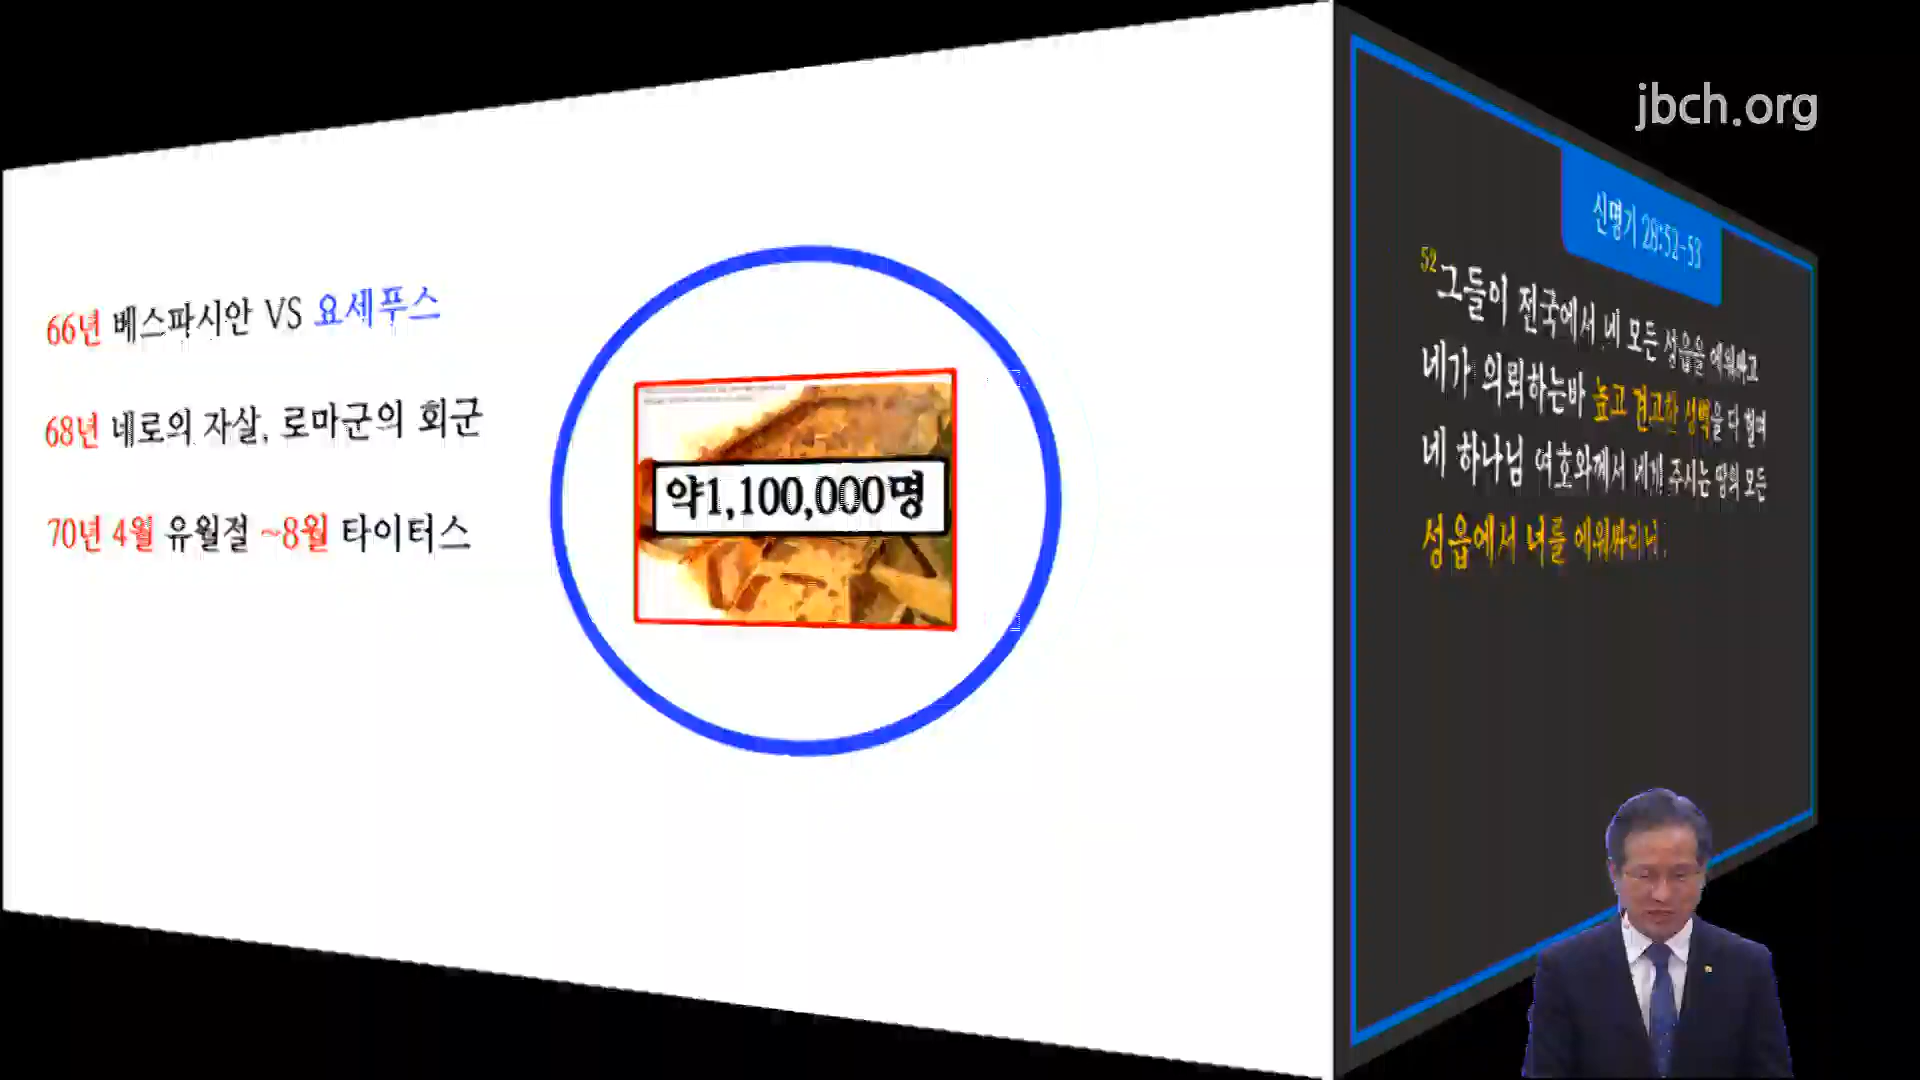 66년 베스파시안 VS 요세푸스
68년 네로의 자살, 로마군의 회군
70년 4월 유월절 ~8월 타이터스
약1,100,000명
jbch.org
신명기 28:52-53
52 그들이 전국에서 네 모든 성읍을 에워싸고
네가 의뢰하는바 높고 견고한 성벽을 다 헐며
네 하나님 여호와께서 네게 주시는 땅의 모든
성읍에서 너를 에워싸리니